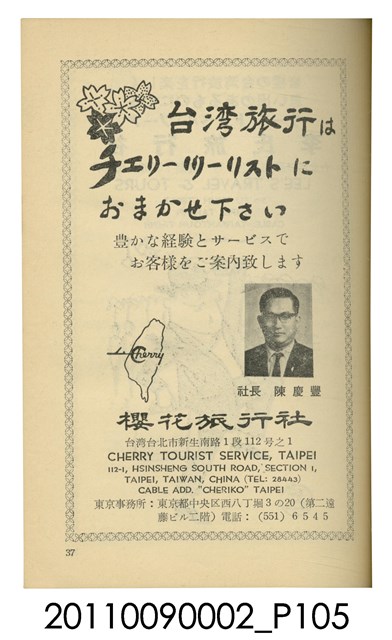 台湾旅行は
チエリーツーリストに
おまかせ下さい
豊かな経験とサービスで
お客様をご案内致します
Cherry
社長 陳慶豐
櫻花旅行社
台湾台北市新生南路1段112号之1
CHERRY TOURIST SERVICE, TAIPEI
112-1, HSINSHENG SOUTH ROAD, SECTION 1,
TAIPEI, TAIWAN, CHINA (TEL: 28443)
CABLE ADD. "CHERIKO" TAIPEI
東京事務所：東京都中央区西八丁堀3の20（第二遠
藤ビル二階）電話：(551) 6545
37
20110090002_P105